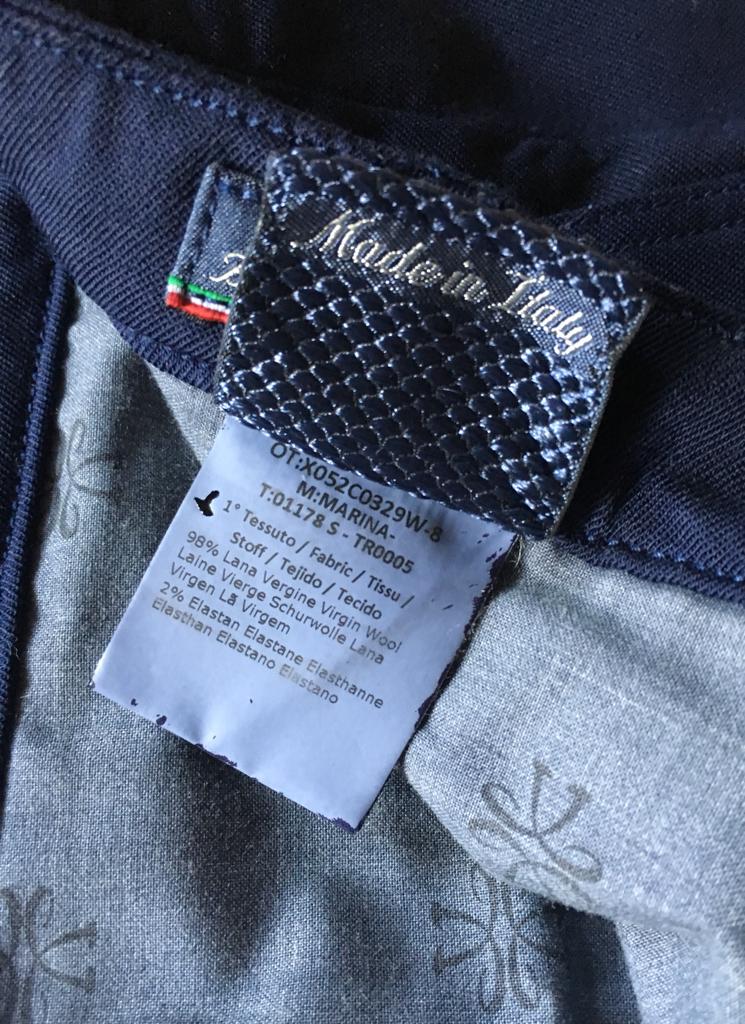 Made in Italy
OT:X052C0329W-8
M:MARINA-
T:01178 S - TR0005
1° Tessuto / Fabric / Tissu /
Stoff / Tejido / Tecido
98% Lana Vergine Virgin Wool
Laine Vierge Schurwolle Lana
Virgen Lã Virgem
2% Elastan Elastane Elasthanne
Elasthan Elastano Elastano